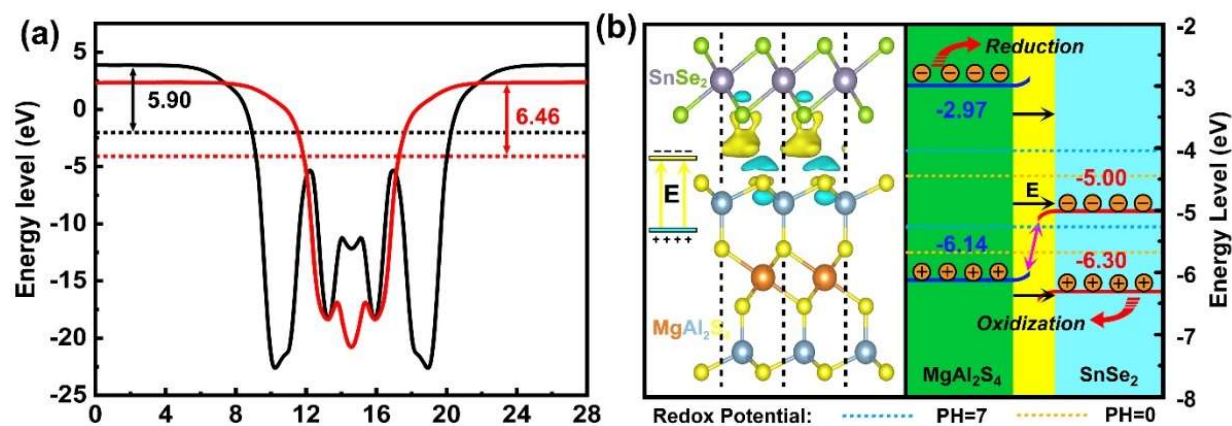 (a)
Energy level (eV)
5
0
-5
-10
-15
-20
-25
0 4 8 12 16 20 24 28
5.90
6.46
(b)
SnSe₂
E
----
++++
MgAl₂S₄
Reduction
-2.97
E
-5.00
-6.14
-6.30
Oxidization
MgAl₂S₄ SnSe₂
-2
-3
-4
-5
-6
-7
-8
Energy Level (eV)
Redox Potential: PH=7 PH=0